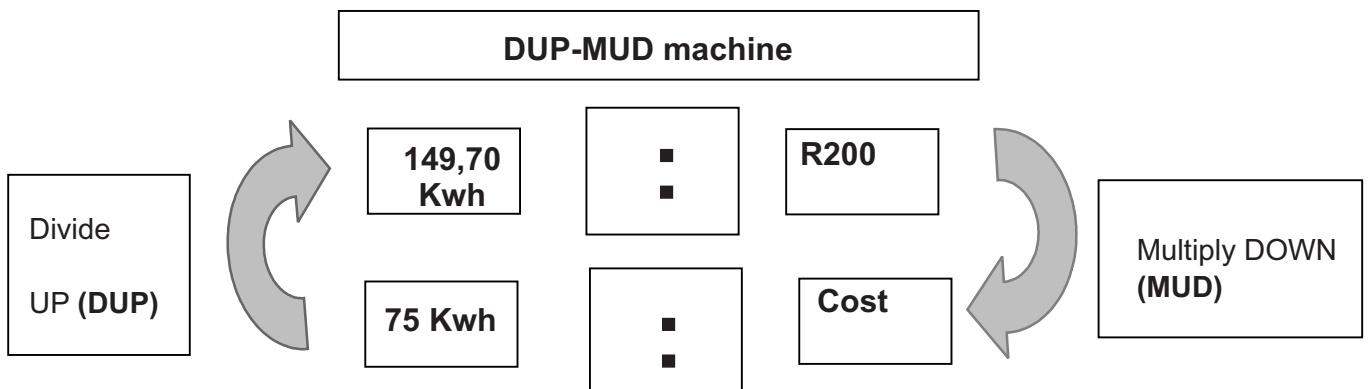 DUP-MUD machine
149,70
Kwh
:
R200
Divide
UP (DUP)
Multiply DOWN
(MUD)
75 Kwh
:
Cost